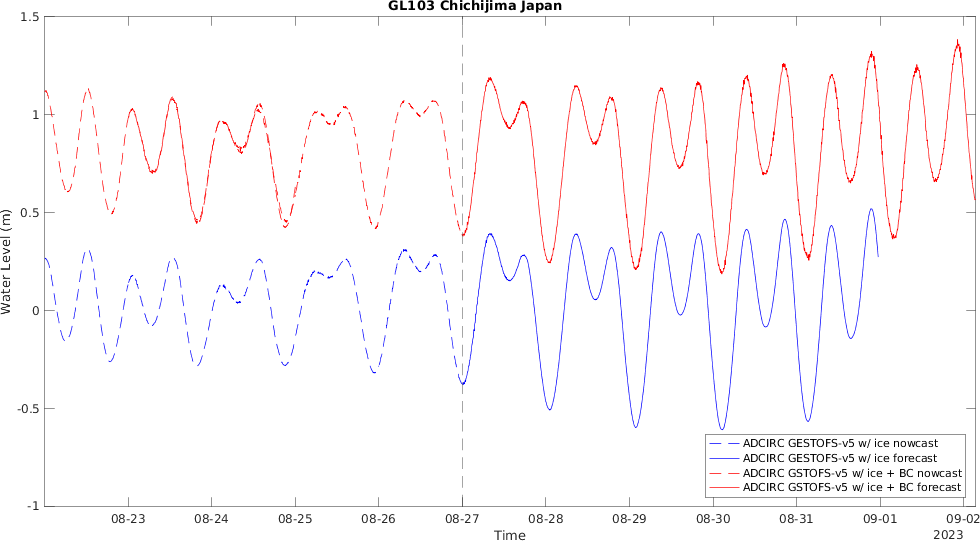 GL103 Chichijima Japan
1.5
1
0.5
0
-0.5
-1
Water Level (m)
ADCIRC GESTOFS-v5 w/ ice nowcast
ADCIRC GESTOFS-v5 w/ ice forecast
ADCIRC GSTOFS-v5 w/ ice + BC nowcast
ADCIRC GSTOFS-v5 w/ ice + BC forecast
08-23 08-24 08-25 08-26 08-27 08-28 08-29 08-30 08-31 09-01 09-02
Time
2023